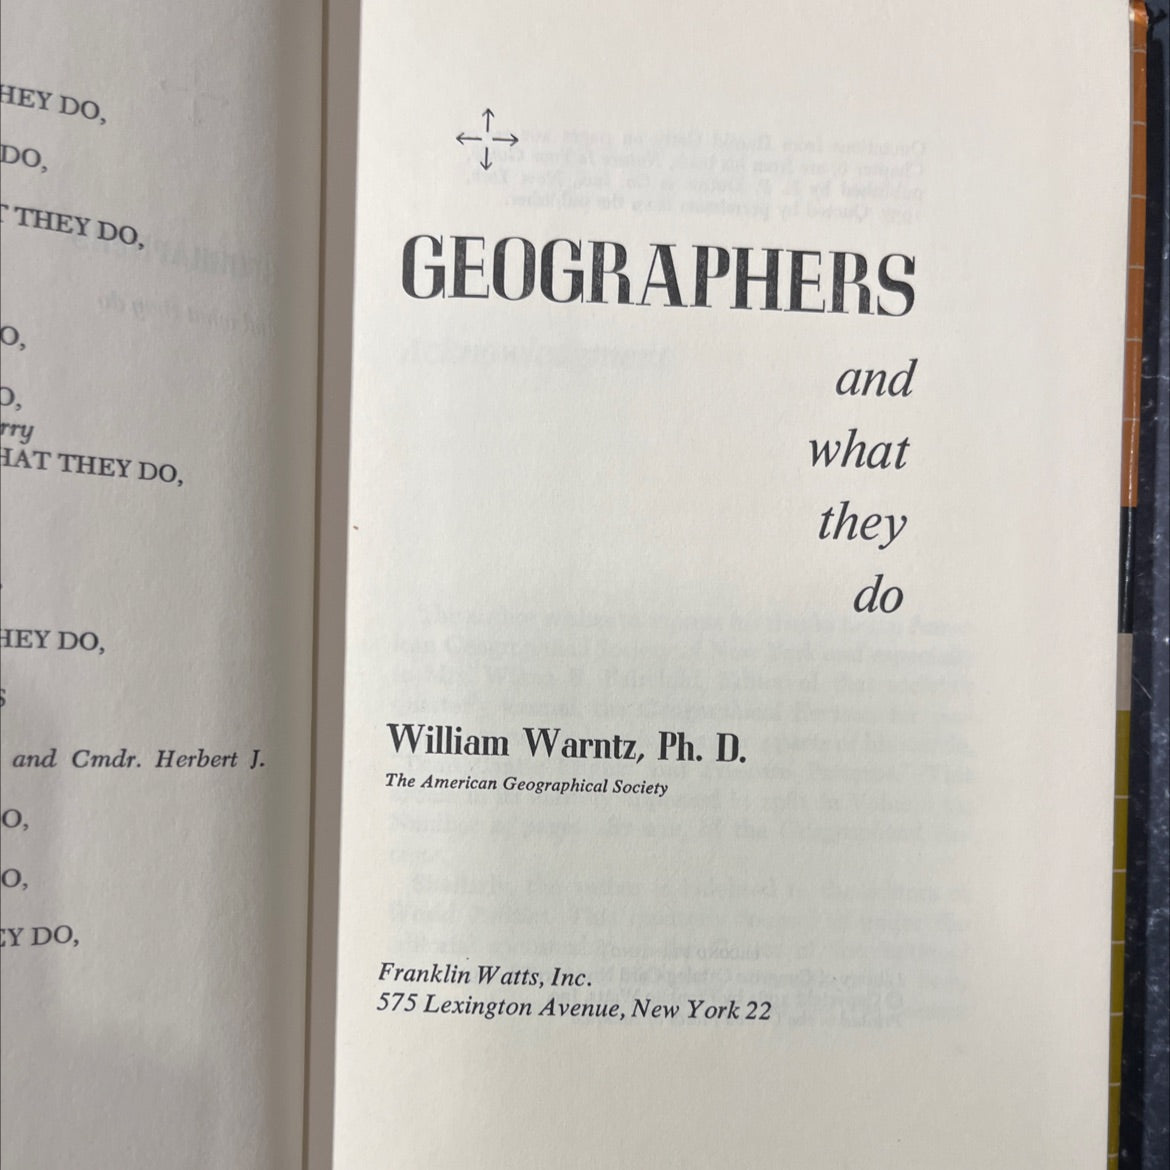 HEY DO,
DO,
THEY DO,
O,
O,
rry
HAT THEY DO,
HEY DO,
S
and Cmdr. Herbert J.
O,
O,
EY DO,
GEOGRAPHERS
and
what
they
do
William Warntz, Ph. D.
The American Geographical Society
Franklin Watts, Inc.
575 Lexington Avenue, New York 22